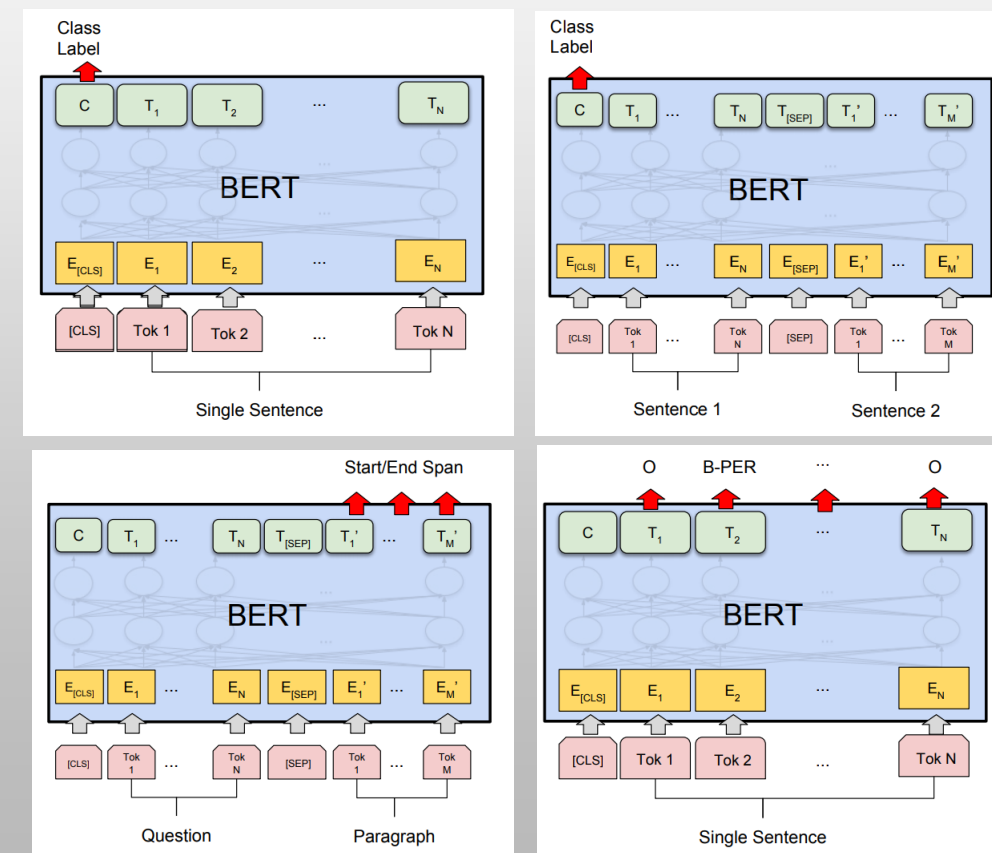 Class
Label
C T1 T2 ... TN
...
BERT
...
E[CLS] E1 E2 ... EN
[CLS] Tok 1 Tok 2 ... Tok N
Single Sentence
Class
Label
C T1 ... TN T[SEP] T1' ... TM'
...
BERT
...
E[CLS] E1 ... EN E[SEP] E1' ... EM'
[CLS] Tok 1 ... Tok N [SEP] Tok 1 ... Tok M
Sentence 1 Sentence 2
Start/End Span
C T1 ... TN T[SEP] T1' ... TM'
...
BERT
...
E[CLS] E1 ... EN E[SEP] E1' ... EM'
[CLS] Tok 1 ... Tok N [SEP] Tok 1 ... Tok M
Question Paragraph
O B-PER ... O
C T1 T2 ... TN
...
BERT
...
E[CLS] E1 E2 ... EN
[CLS] Tok 1 Tok 2 ... Tok N
Single Sentence